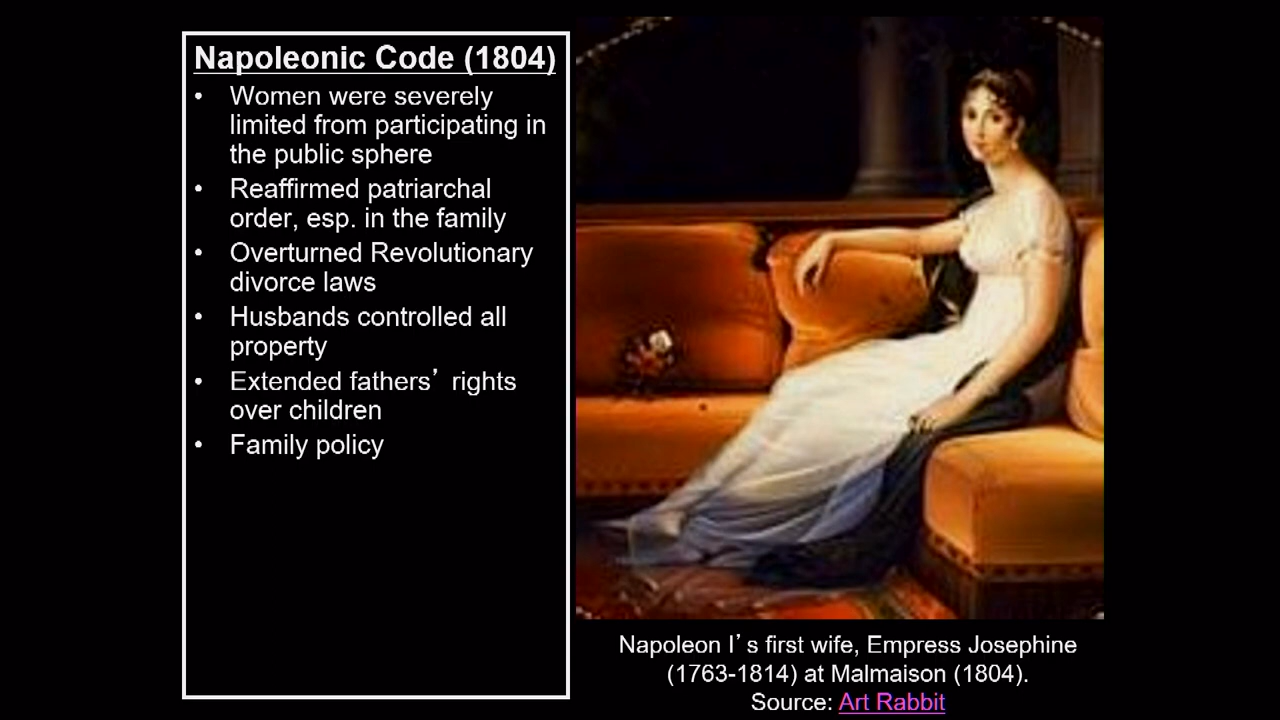 Napoleonic Code (1804)
• Women were severely
limited from participating in
the public sphere
• Reaffirmed patriarchal
order, esp. in the family
• Overturned Revolutionary
divorce laws
• Husbands controlled all
property
• Extended fathers’ rights
over children
• Family policy
Napoleon I’s first wife, Empress Josephine
(1763-1814) at Malmaison (1804).
Source: Art Rabbit